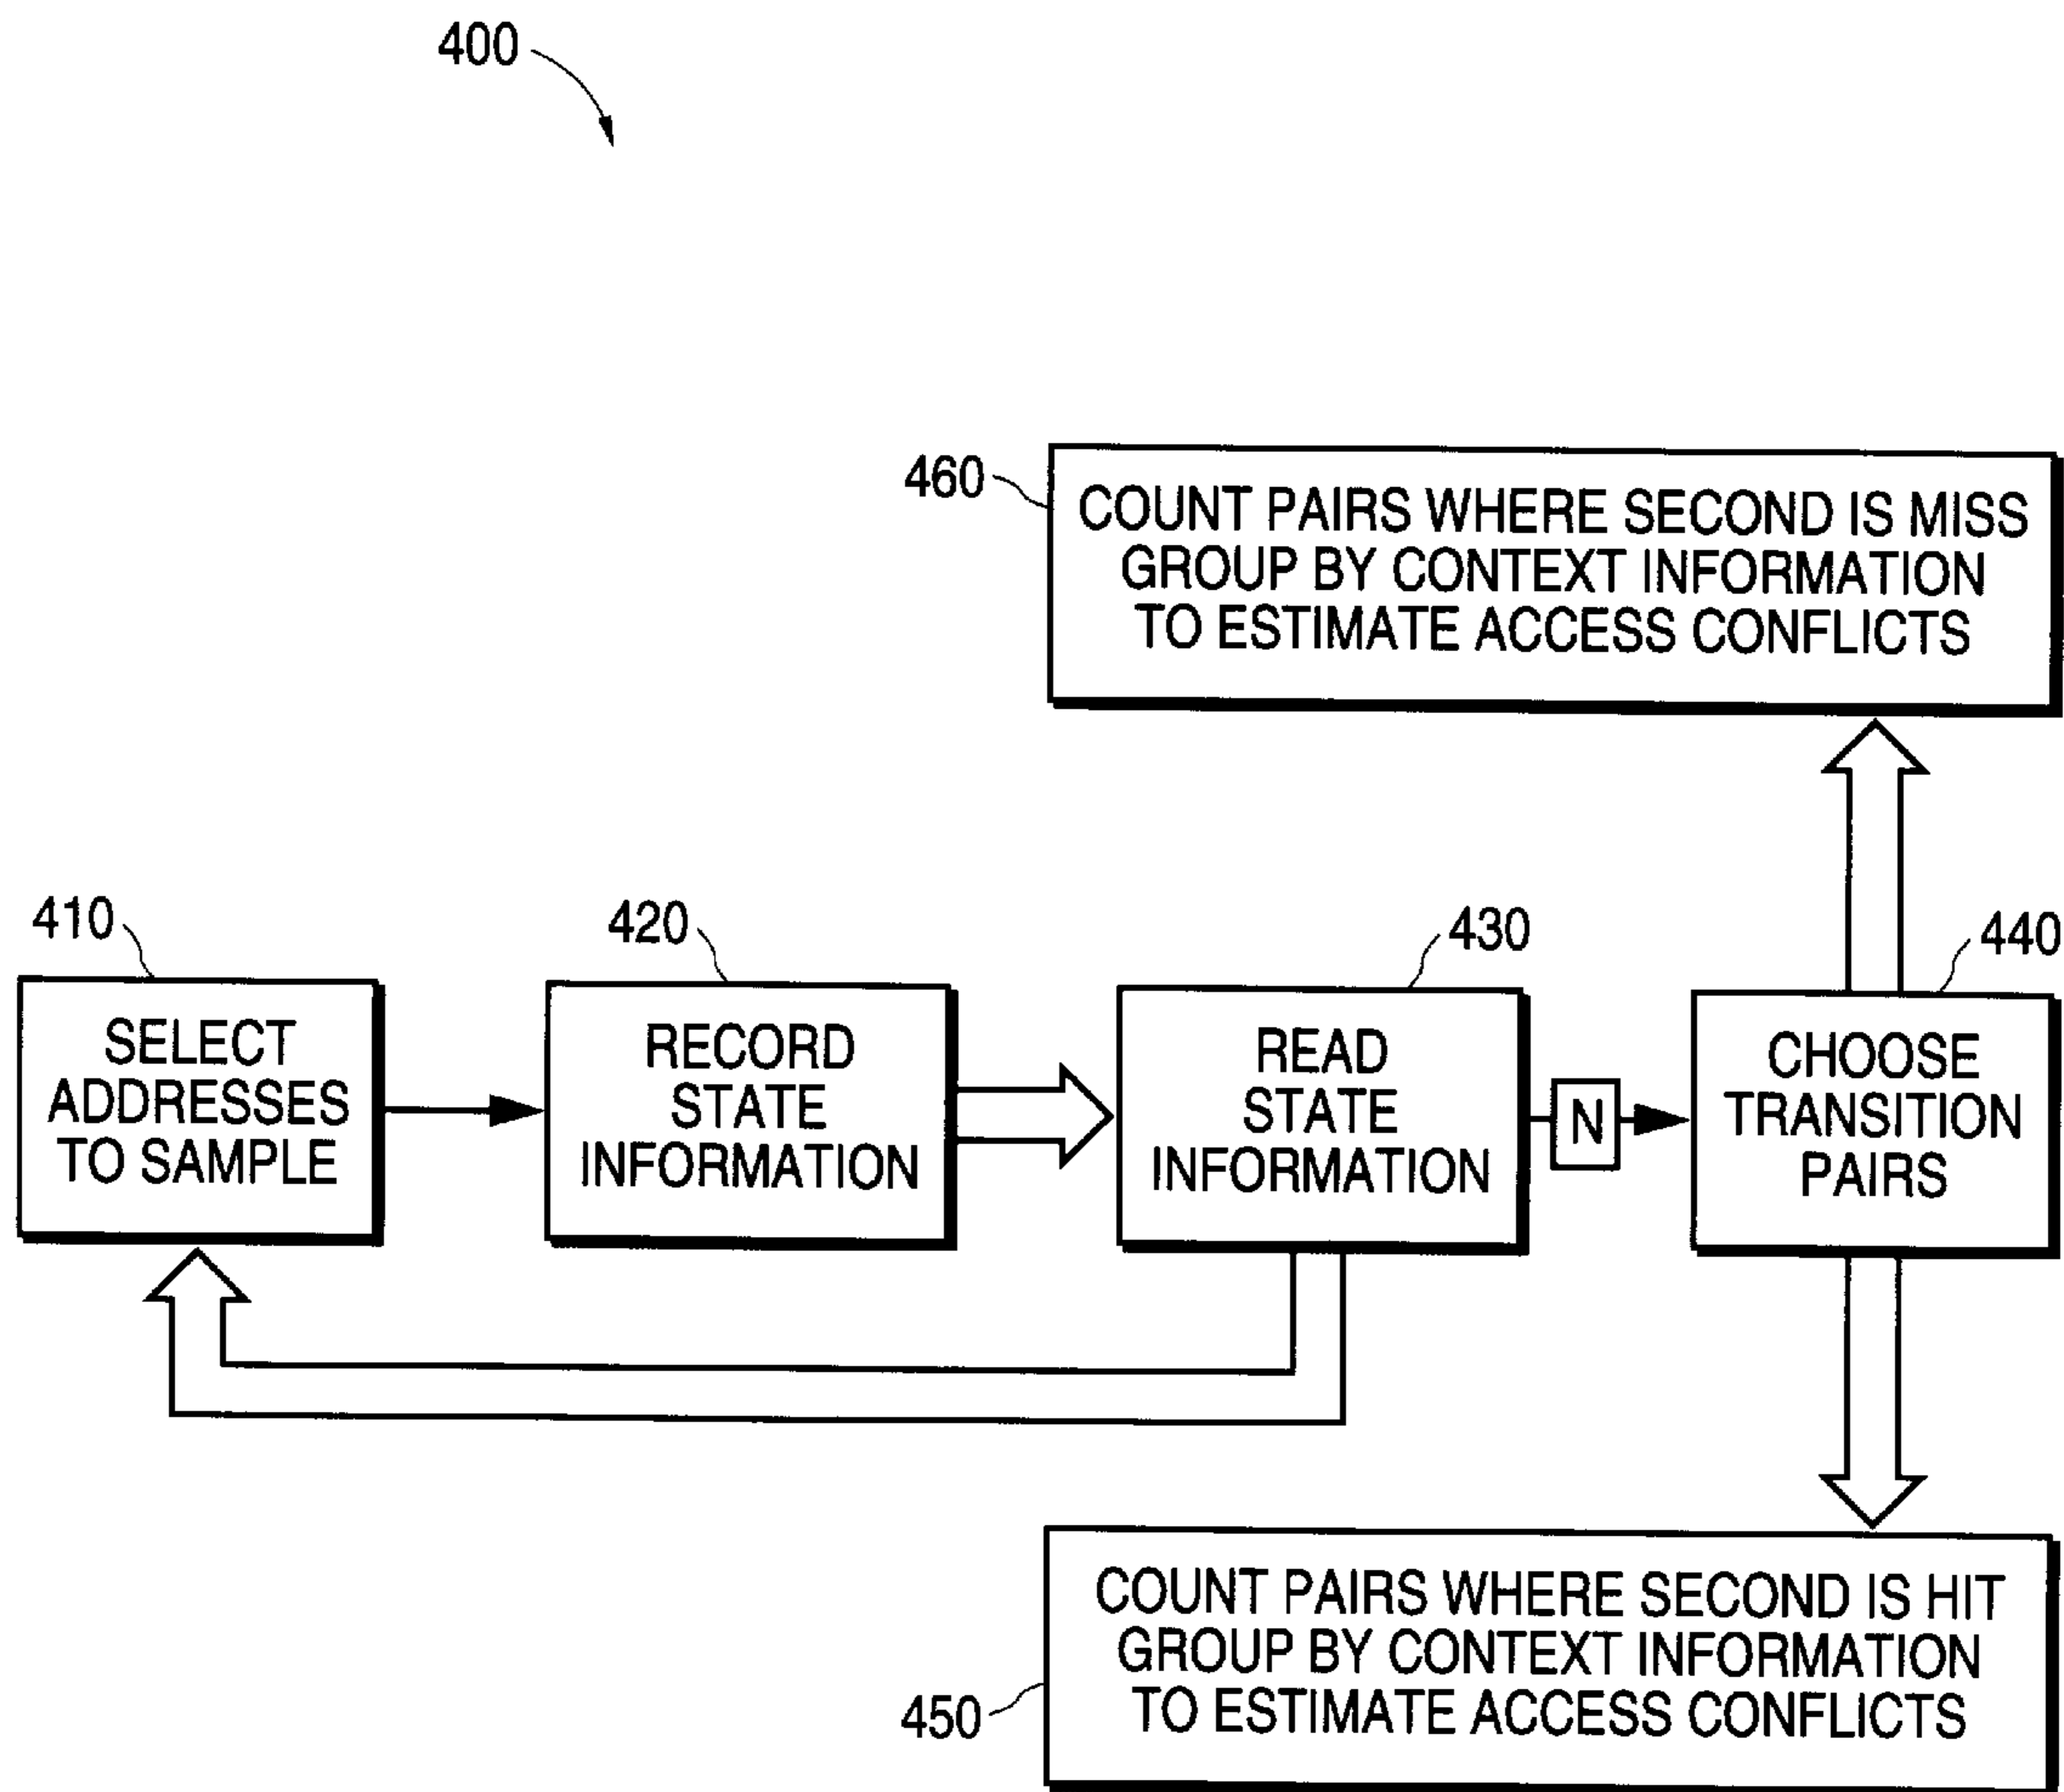 400
460
COUNT PAIRS WHERE SECOND IS MISS
GROUP BY CONTEXT INFORMATION
TO ESTIMATE ACCESS CONFLICTS
410
SELECT
ADDRESSES
TO SAMPLE
420
RECORD
STATE
INFORMATION
430
READ
STATE
INFORMATION
N
440
CHOOSE
TRANSITION
PAIRS
450
COUNT PAIRS WHERE SECOND IS HIT
GROUP BY CONTEXT INFORMATION
TO ESTIMATE ACCESS CONFLICTS